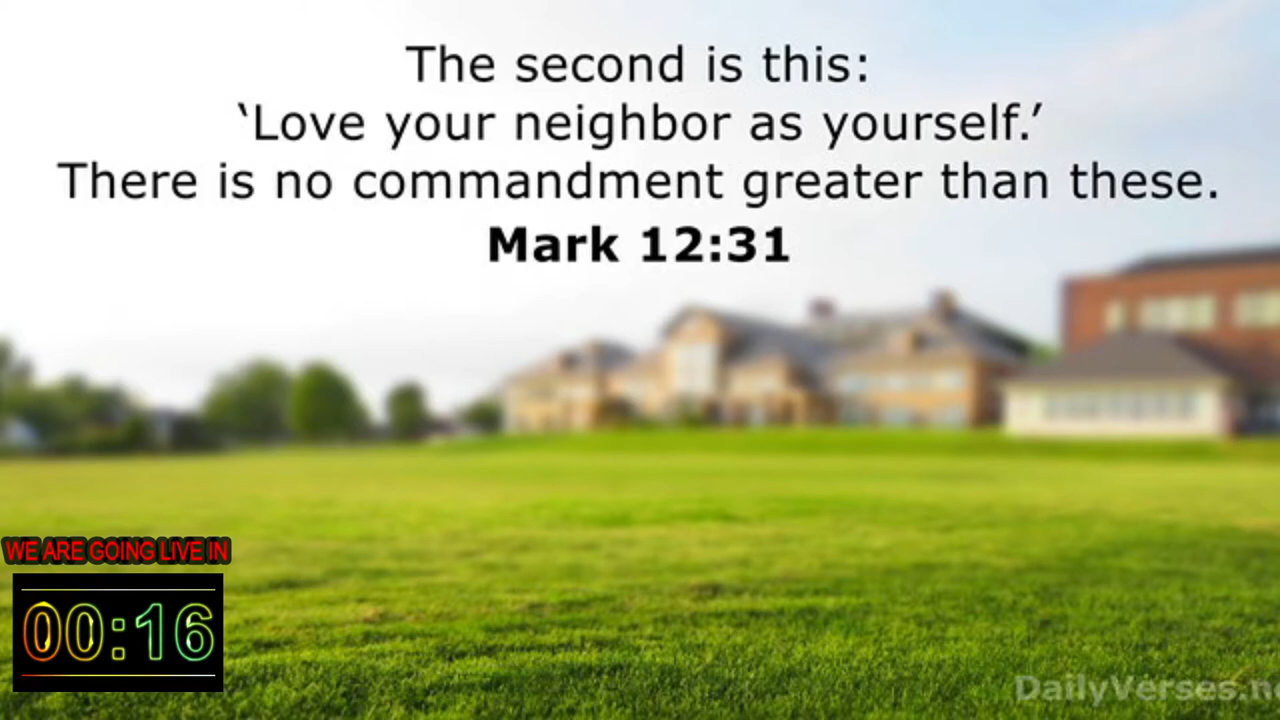 The second is this:
‘Love your neighbor as yourself.’
There is no commandment greater than these.
Mark 12:31
WE ARE GOING LIVE IN
00:16